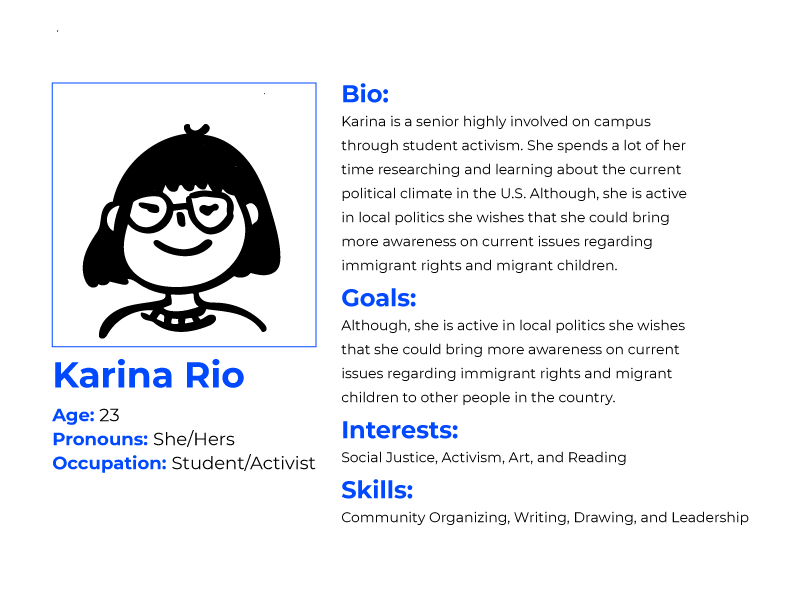 Karina Rio
Age: 23
Pronouns: She/Hers
Occupation: Student/Activist
Bio:
Karina is a senior highly involved on campus
through student activism. She spends a lot of her
time researching and learning about the current
political climate in the U.S. Although, she is active
in local politics she wishes that she could bring
more awareness on current issues regarding
immigrant rights and migrant children.
Goals:
Although, she is active in local politics she wishes
that she could bring more awareness on current
issues regarding immigrant rights and migrant
children to other people in the country.
Interests:
Social Justice, Activism, Art, and Reading
Skills:
Community Organizing, Writing, Drawing, and Leadership